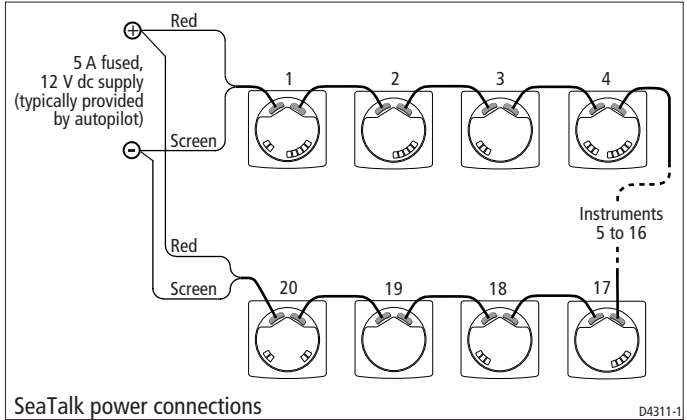 Red
+
5 A fused,
12 V dc supply
(typically provided
by autopilot)
-
Screen
1
2
3
4
Instruments
5 to 16
Red
Screen
20
19
18
17
SeaTalk power connections
D4311-1